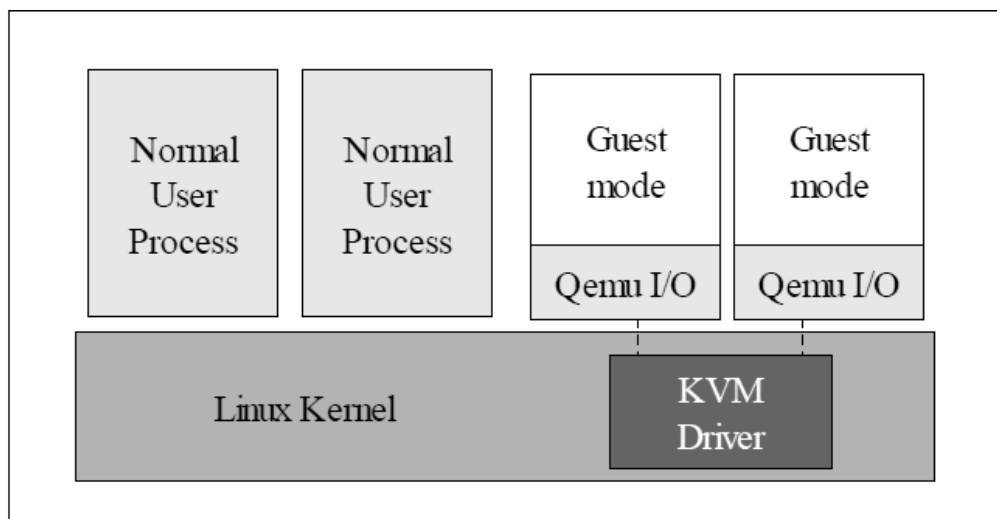 Normal
User
Process
Normal
User
Process
Guest
mode
Qemu I/O
Guest
mode
Qemu I/O
Linux Kernel
KVM
Driver